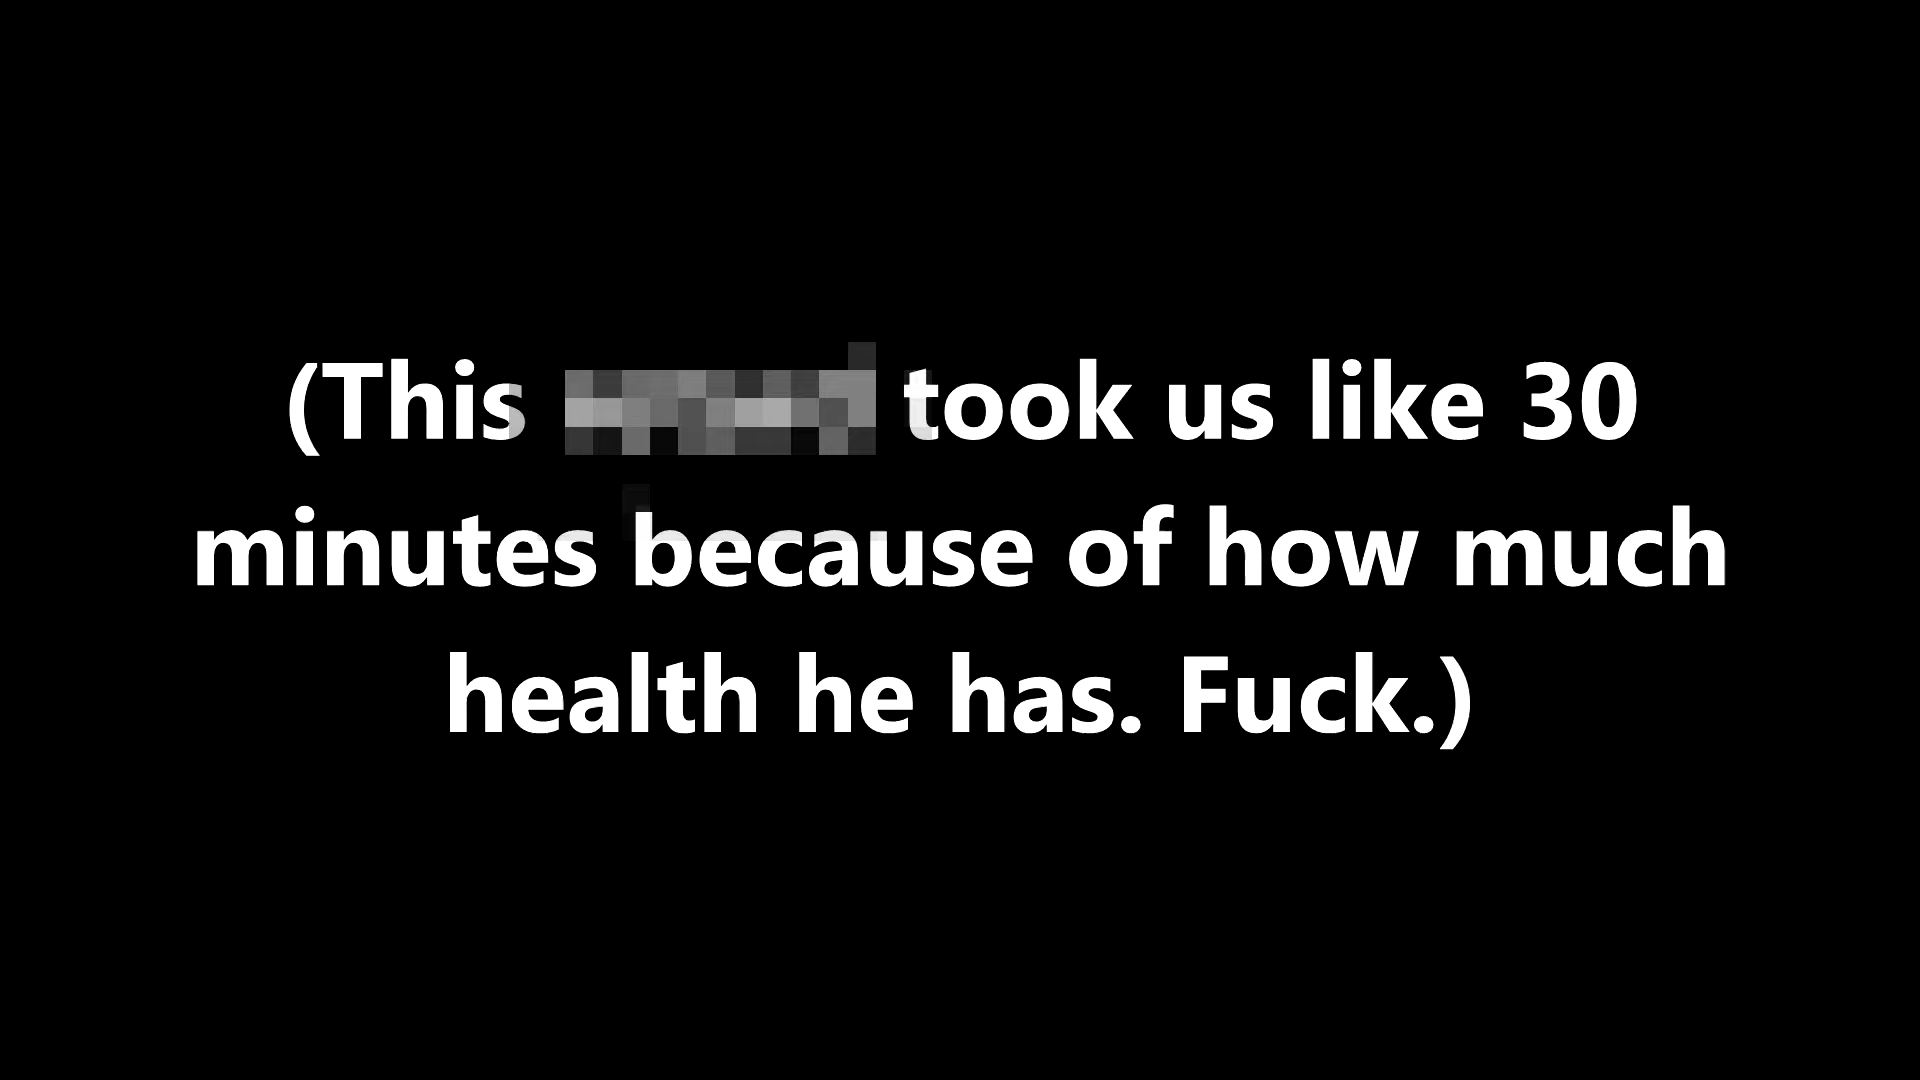 (This took us like 30
minutes because of how much
health he has. Fuck.)